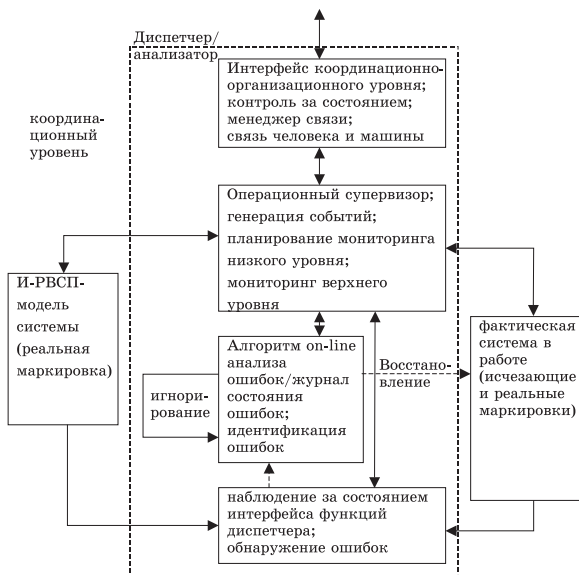 Диспетчер/
анализатор
Интерфейс координационно-
организационного уровня;
контроль за состоянием;
менеджер связи;
связь человека и машины
координа-
ционный
уровень
Операционный супервизор;
генерация событий;
планирование мониторинга
низкого уровня;
мониторинг верхнего
уровня
И-РВСП-
модель
системы
(реальная
маркировка)
Алгоритм on-line
анализа
ошибок/журнал
состояния
ошибок;
идентификация
ошибок
игнори-
рование
Восстано-
вление
фактическая
система в
работе
(исчезающие
и реальные
маркировки)
наблюдение за состоянием
интерфейса функций
диспетчера;
обнаружение ошибок